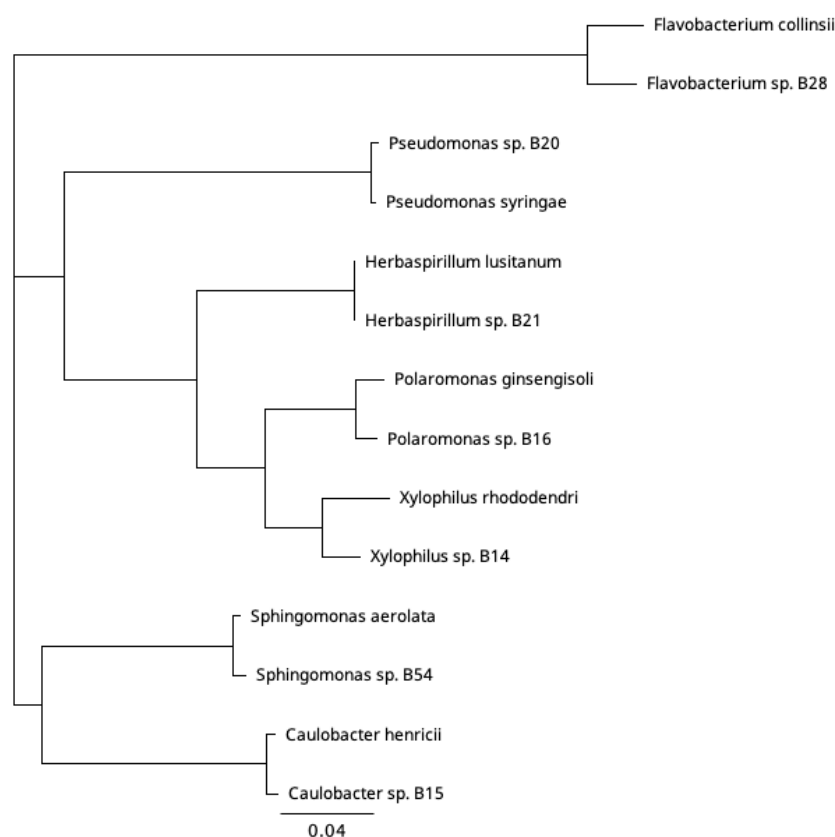 Flavobacterium collinsii
Flavobacterium sp. B28
Pseudomonas sp. B20
Pseudomonas syringae
Herbaspirillum lusitanum
Herbaspirillum sp. B21
Polaromonas ginsengisoli
Polaromonas sp. B16
Xylophilus rhododendri
Xylophilus sp. B14
Sphingomonas aerolata
Sphingomonas sp. B54
Caulobacter henricii
Caulobacter sp. B15
0.04